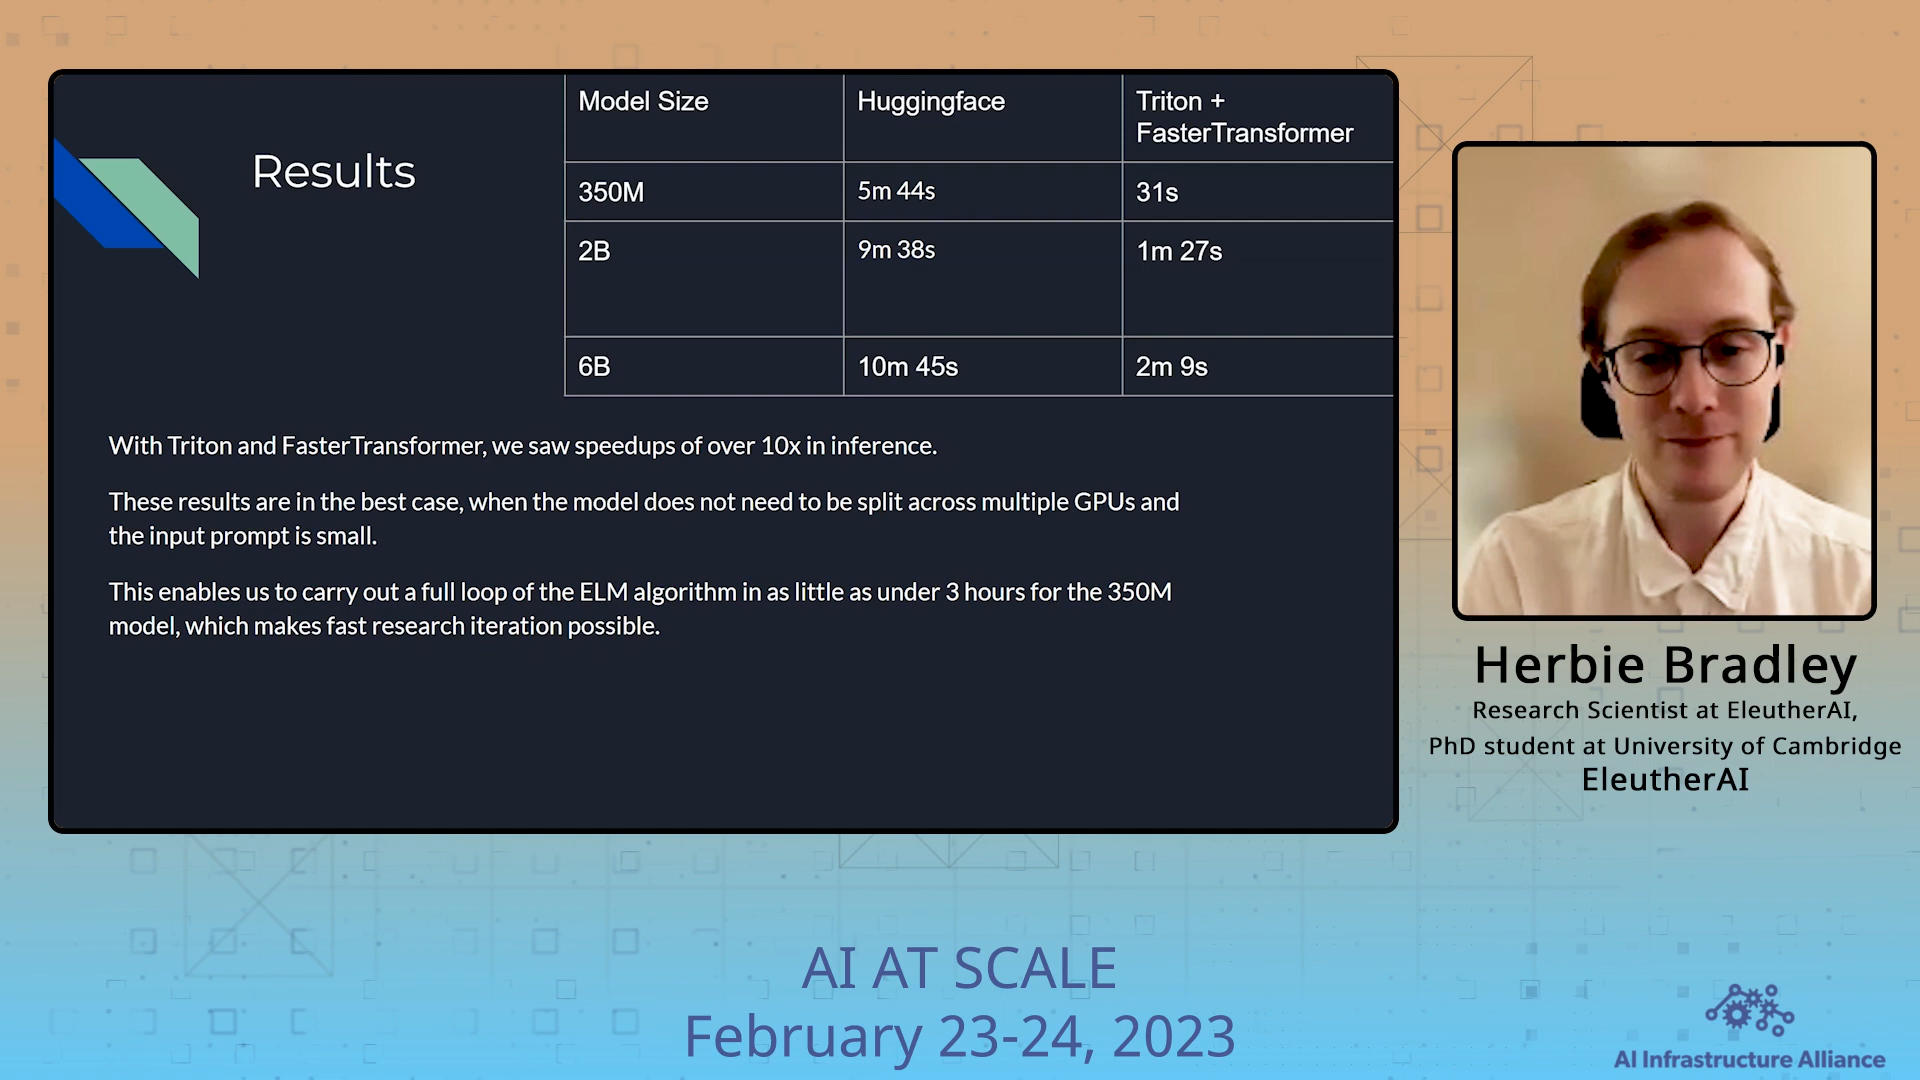 Results
Model Size Huggingface Triton +
FasterTransformer
350M 5m 44s 31s
2B 9m 38s 1m 27s
6B 10m 45s 2m 9s
With Triton and FasterTransformer, we saw speedups of over 10x in inference.
These results are in the best case, when the model does not need to be split across multiple GPUs and
the input prompt is small.
This enables us to carry out a full loop of the ELM algorithm in as little as under 3 hours for the 350M
model, which makes fast research iteration possible.
Herbie Bradley
Research Scientist at EleutherAI,
PhD student at University of Cambridge
EleutherAI
AI AT SCALE
February 23-24, 2023
AI Infrastructure Alliance